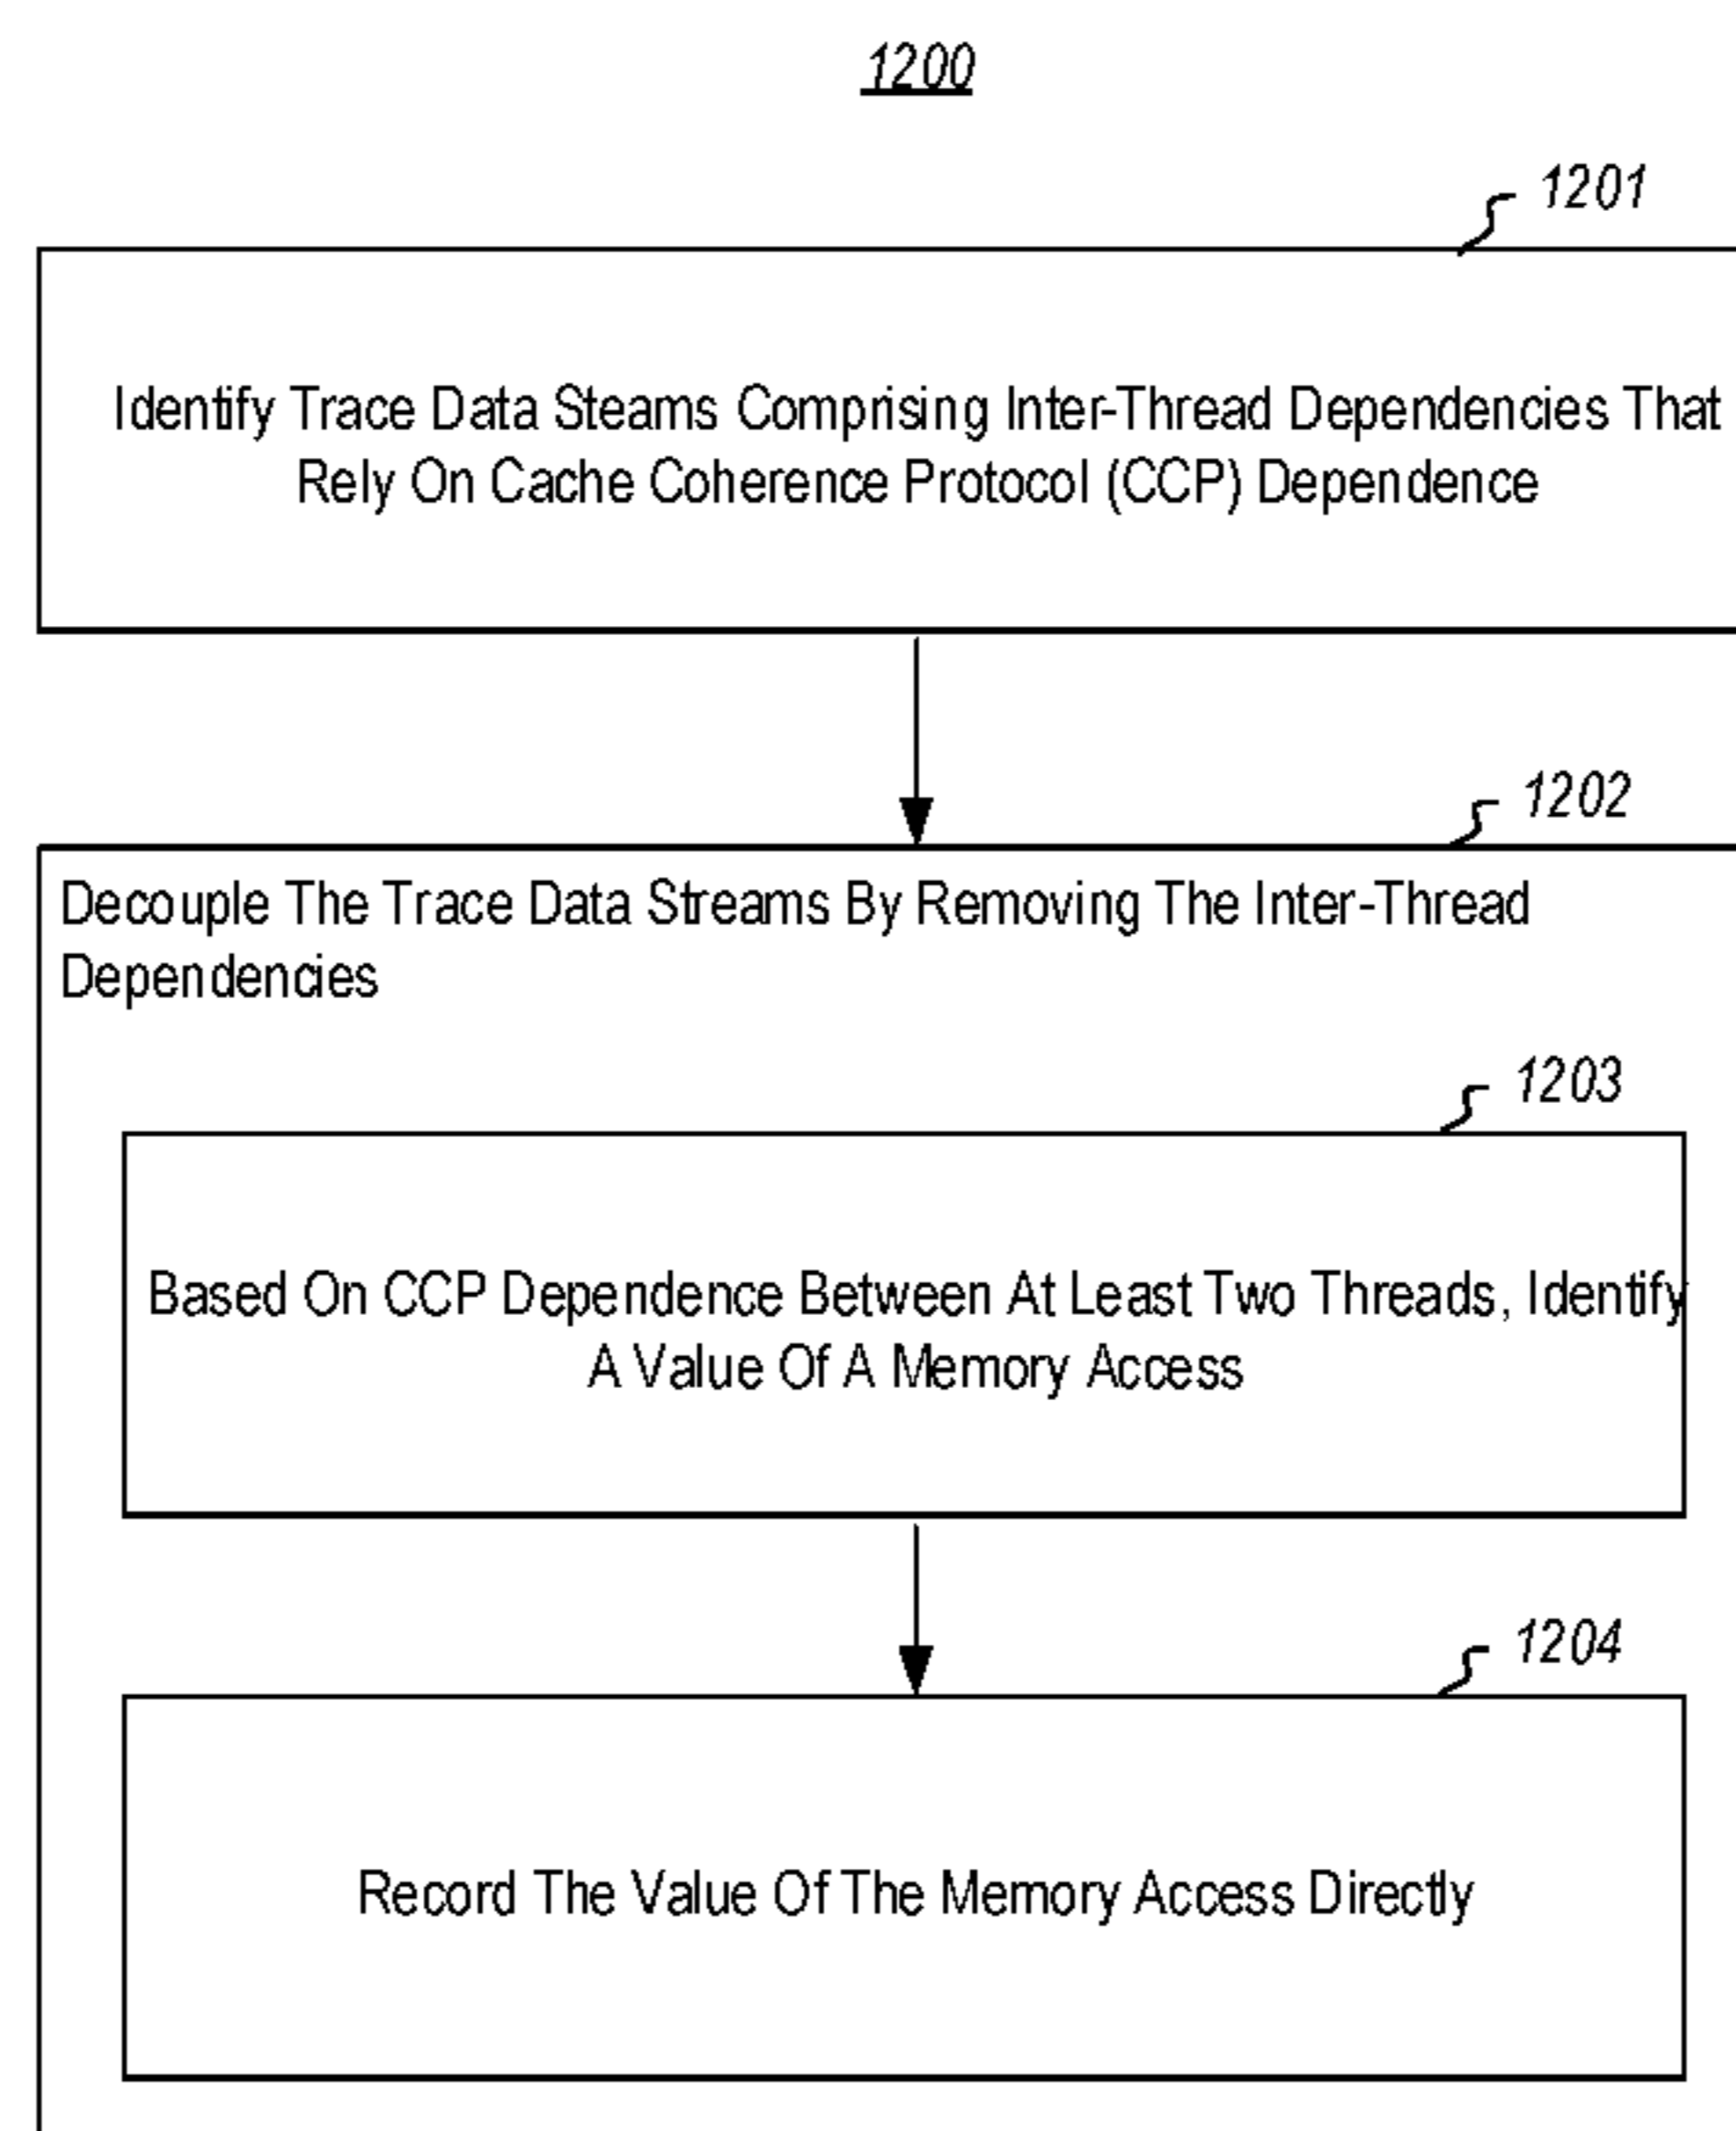 1200
1201
Identify Trace Data Steams Comprising Inter-Thread Dependencies That
Rely On Cache Coherence Protocol (CCP) Dependence
1202
Decouple The Trace Data Streams By Removing The Inter-Thread
Dependencies
1203
Based On CCP Dependence Between At Least Two Threads, Identify
A Value Of A Memory Access
1204
Record The Value Of The Memory Access Directly